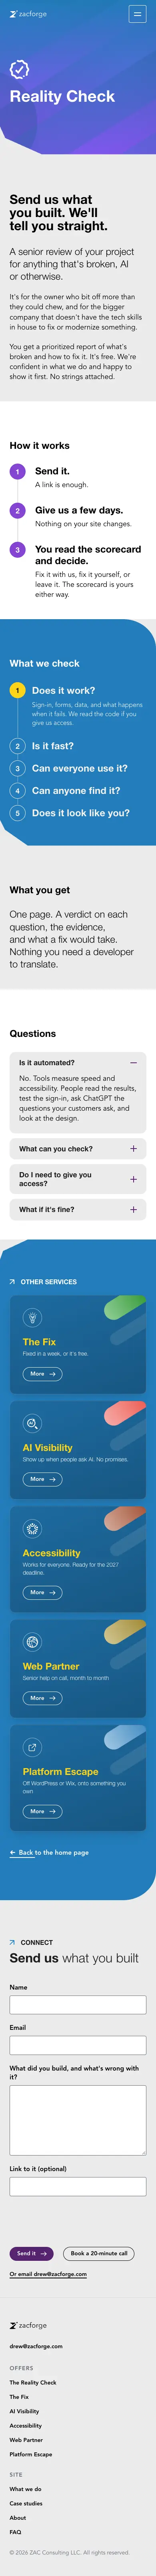 zacforge
Reality Check
Send us what
you built. We'll
tell you straight.
A senior review of your project
for anything that's broken, AI
or otherwise.
It's for the owner who bit off more than
they could chew, and for the bigger
company that doesn't have the tech skills
in house to fix or modernize something.
You get a prioritized report of what's
broken and how to fix it. It's free. We're
confident in what we do and happy to
show it first. No strings attached.
How it works
1
Send it.
A link is enough.
2
Give us a few days.
Nothing on your site changes.
3
You read the scorecard
and decide.
Fix it with us, fix it yourself, or
leave it. The scorecard is yours
either way.
What we check
1
Does it work?
Sign-in, forms, data, and what happens
when it fails. We read the code if you
give us access.
2
Is it fast?
3
Can everyone use it?
4
Can anyone find it?
5
Does it look like you?
What you get
One page. A verdict on each
question, the evidence,
and what a fix would take.
Nothing you need a developer
to translate.
Questions
Is it automated?
No. Tools measure speed and
accessibility. People read the results,
test the sign-in, ask ChatGPT the
questions your customers ask, and
look at the design.
What can you check?
Do I need to give you
access?
What if it's fine?
OTHER SERVICES
The Fix
Fixed in a week, or it's free.
More
AI Visibility
Show up when people ask AI. No promises.
More
Accessibility
Works for everyone. Ready for the 2027
deadline.
More
Web Partner
Senior help on call, month to month
More
Platform Escape
Off WordPress or Wix, onto something you
own
More
Back to the home page
CONNECT
Send us what you built
Name
Email
What did you build, and what's wrong with
it?
Link to it (optional)
Send it
Book a 20-minute call
Or email drew@zacforge.com
zacforge
drew@zacforge.com
OFFERS
The Reality Check
The Fix
AI Visibility
Accessibility
Web Partner
Platform Escape
SITE
What we do
Case studies
About
FAQ
© 2026 ZAC Consulting LLC. All rights reserved.